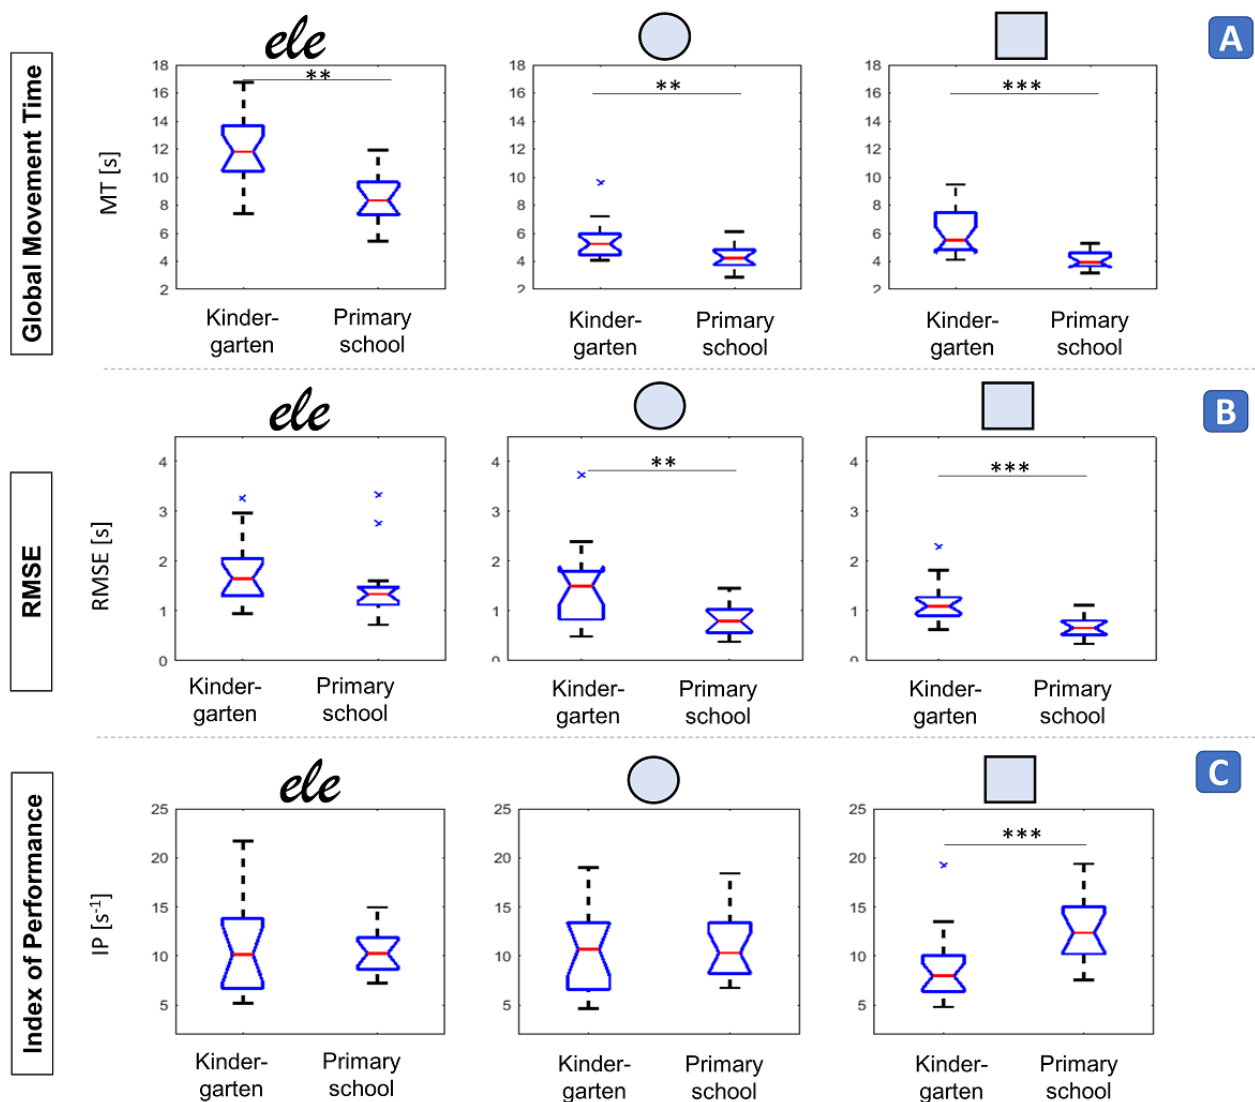 A
ele
**
**
***
Global Movement Time
MT [s]
18
16
14
12
10
8
6
4
2
18
16
14
12
10
8
6
4
2
18
16
14
12
10
8
6
4
2
Kinder-
garten
Primary
school
Kinder-
garten
Primary
school
Kinder-
garten
Primary
school
B
ele
**
***
RMSE
RMSE [s]
4
3
2
1
0
4
3
2
1
0
4
3
2
1
0
Kinder-
garten
Primary
school
Kinder-
garten
Primary
school
Kinder-
garten
Primary
school
C
ele
***
Index of Performance
IP [s⁻¹]
25
20
15
10
5
25
20
15
10
5
25
20
15
10
5
Kinder-
garten
Primary
school
Kinder-
garten
Primary
school
Kinder-
garten
Primary
school